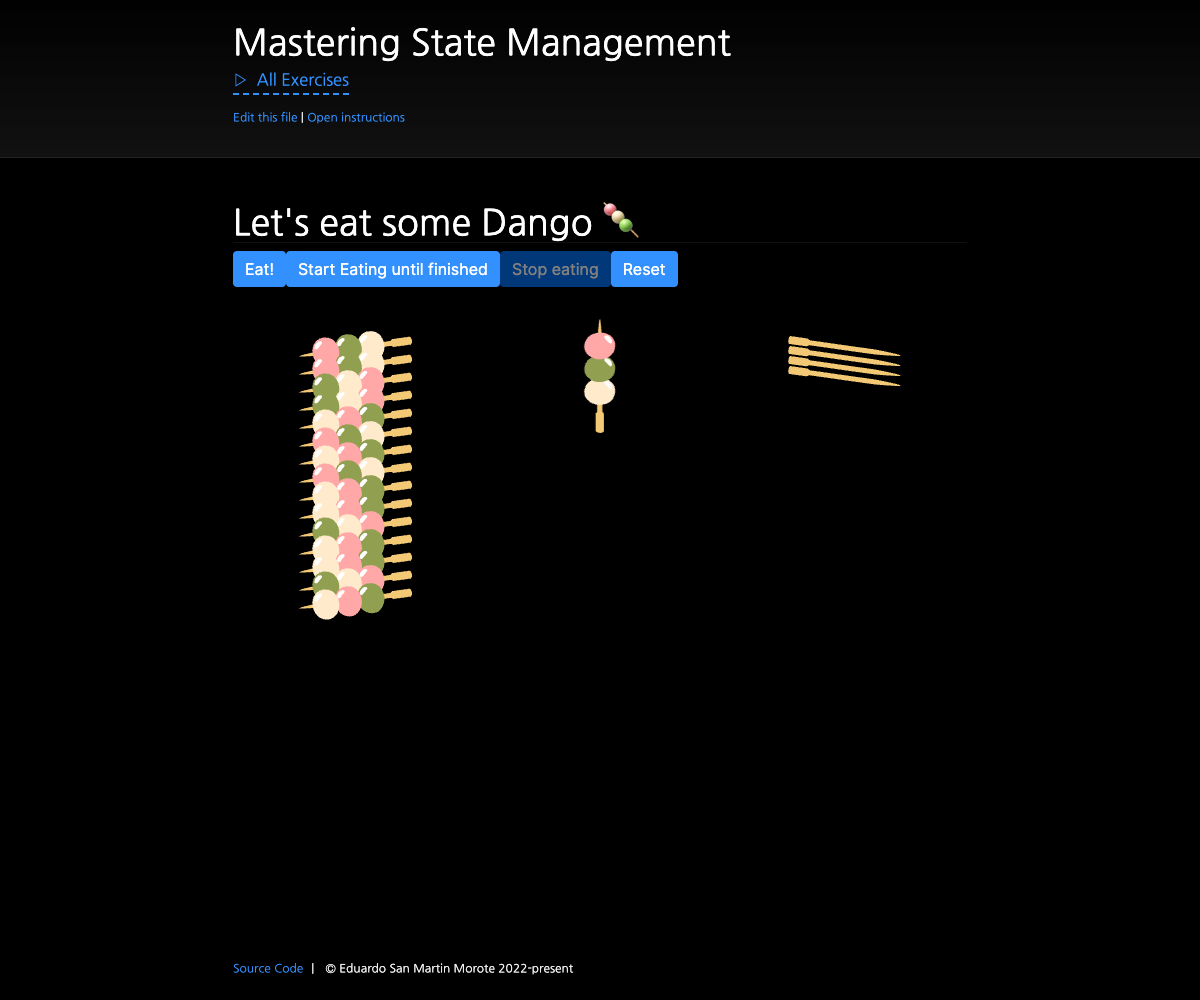 Mastering State Management
▷ All Exercises
Edit this file | Open instructions
Let's eat some Dango 🍡
Eat! Start Eating until finished Stop eating Reset
Source Code | © Eduardo San Martin Morote 2022-present